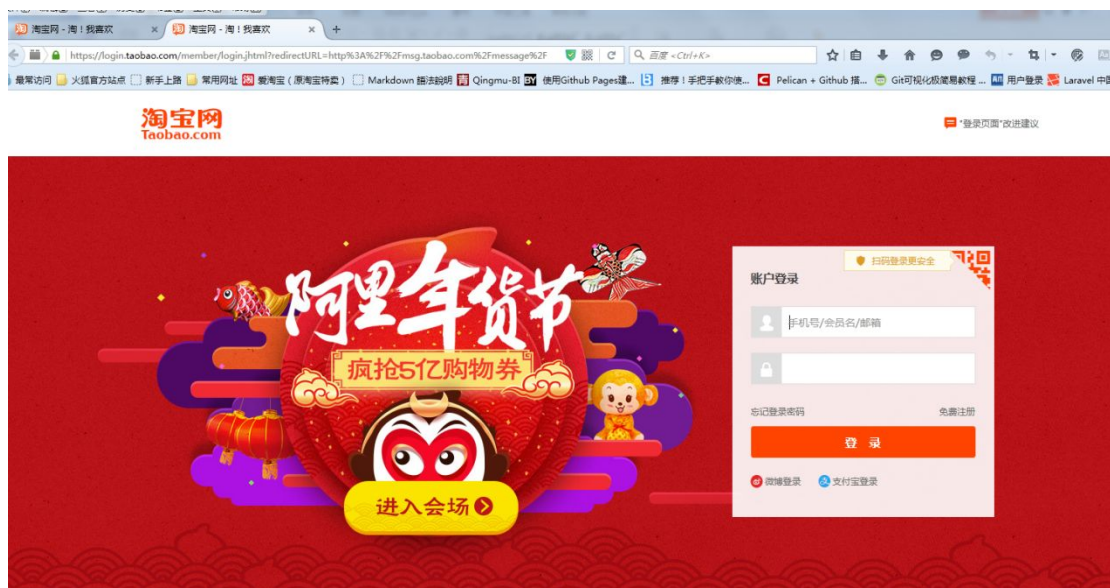 淘宝网 - 淘！我喜欢
淘宝网 - 淘！我喜欢
https://login.taobao.com/member/login.jhtml?redirectURL=http%3A%2F%2Fmsg.taobao.com%2Fmessage%2F
百度 <Ctrl+K>
最常访问 火狐官方站点 新手上路 常用网址 爱淘宝（原淘宝特卖） Markdown 語法說明 Qingmu-BI 使用Github Pages建... 推荐！手把手教你使... Pelican + Github 搭... Git可视化极简易教程 ... 用户登录 Laravel 中国
淘宝网
Taobao.com
"登录页面"改进建议
阿里年货节
疯抢5亿购物券
进入会场
扫码登录更安全
账户登录
手机号/会员名/邮箱
忘记登录密码 免费注册
登 录
微博登录 支付宝登录